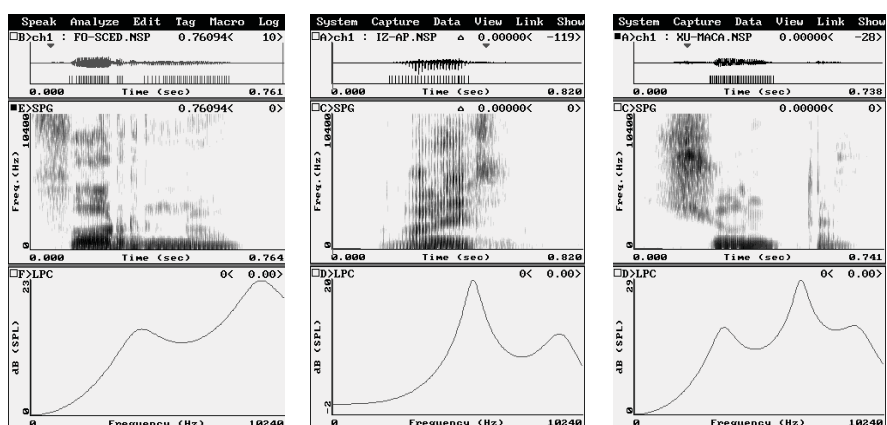 Speak Analyze Edit Tag Macro Log
B>ch1 : FO-SCED.NSP 0.76094< 10>
0.000 Time (sec) 0.761
E>SPG 0.76094< 0>
10400
Freq.(Hz)
0
0.000 Time (sec) 0.764
F>LPC 0< 0.00>
23
dB (SPL)
0
0 Frequency (Hz) 10240
System Capture Data View Link Show
A>ch1 : IZ-AP.NSP 0.00000< -119>
0.000 Time (sec) 0.820
C>SPG 0.00000< 0>
10400
Freq.(Hz)
0
0.000 Time (sec) 0.820
D>LPC 0< 0.00>
20
dB (SPL)
-2
0 Frequency (Hz) 10240
System Capture Data View Link Show
A>ch1 : XU-MACA.NSP 0.00000< -28>
0.000 Time (sec) 0.738
C>SPG 0.00000< 0>
10400
Freq.(Hz)
0
0.000 Time (sec) 0.741
D>LPC 0< 0.00>
29
dB (SPL)
0
0 Frequency (Hz) 10240